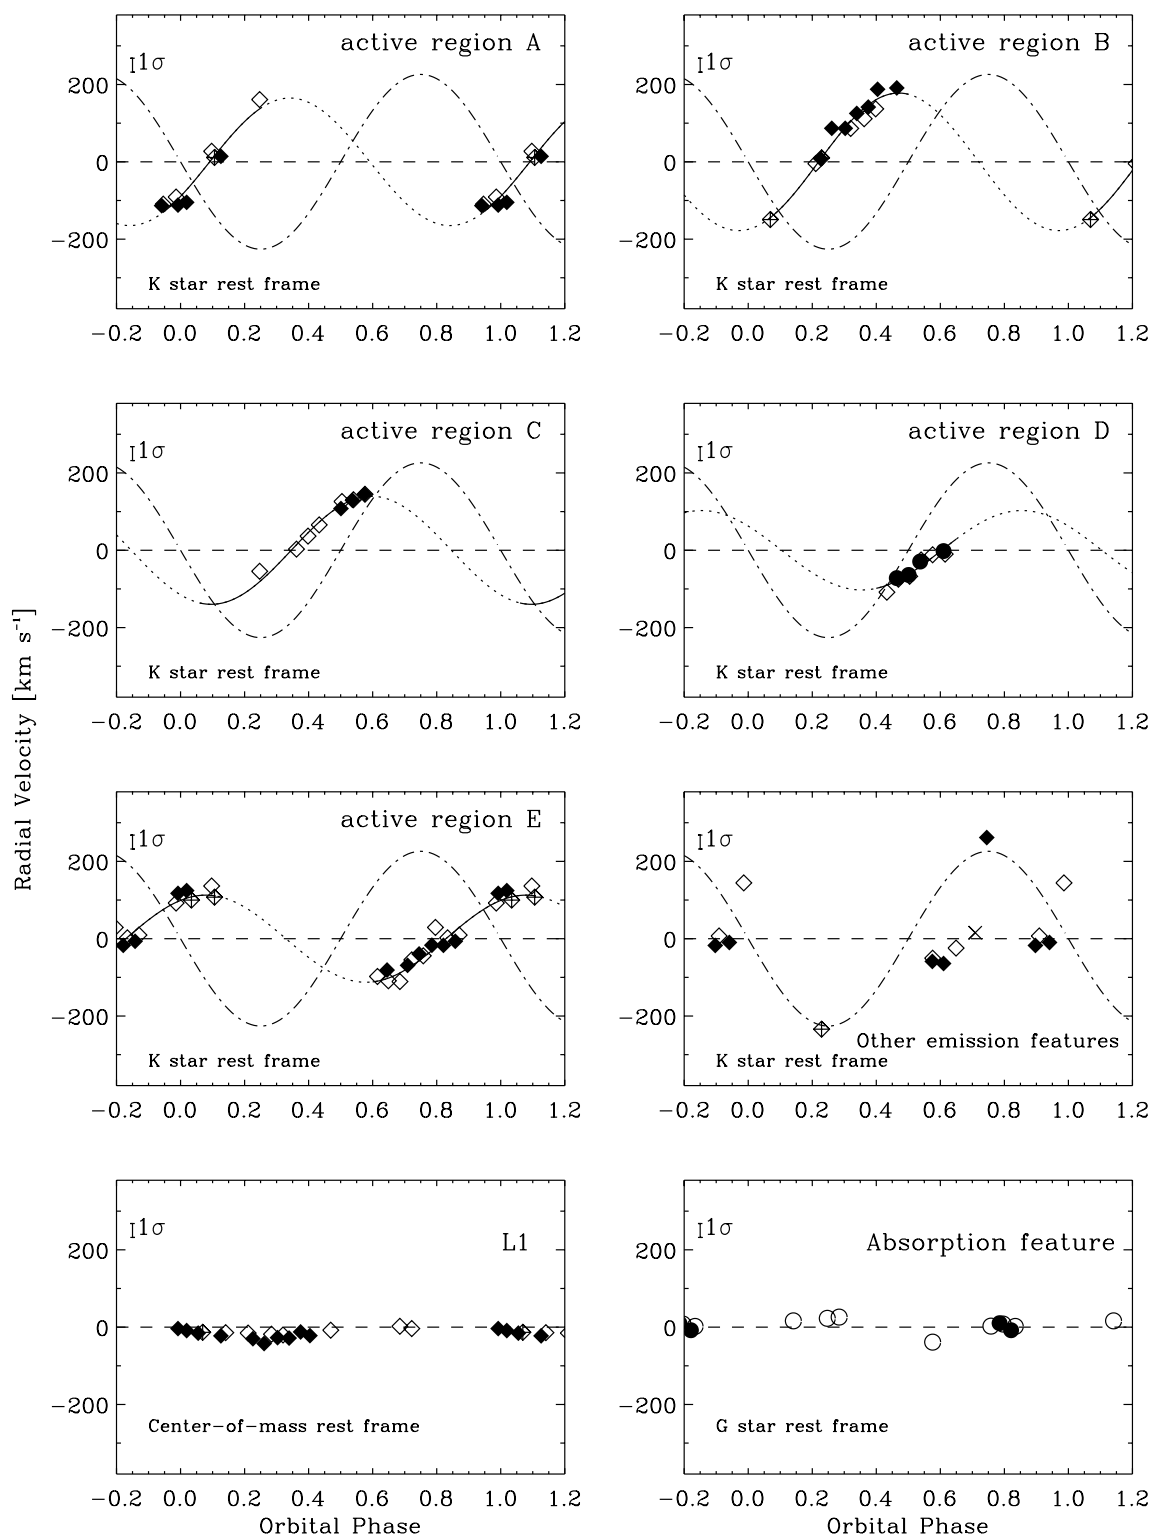 active region A
I1σ
200
0
−200
K star rest frame
−0.2 0.0 0.2 0.4 0.6 0.8 1.0 1.2
active region B
I1σ
200
0
−200
K star rest frame
−0.2 0.0 0.2 0.4 0.6 0.8 1.0 1.2
active region C
I1σ
200
0
−200
K star rest frame
−0.2 0.0 0.2 0.4 0.6 0.8 1.0 1.2
active region D
I1σ
200
0
−200
K star rest frame
−0.2 0.0 0.2 0.4 0.6 0.8 1.0 1.2
Radial Velocity [km s⁻¹]
active region E
I1σ
200
0
−200
K star rest frame
−0.2 0.0 0.2 0.4 0.6 0.8 1.0 1.2
I1σ
200
0
−200
Other emission features
K star rest frame
−0.2 0.0 0.2 0.4 0.6 0.8 1.0 1.2
I1σ
L1
200
0
−200
Center−of−mass rest frame
−0.2 0.0 0.2 0.4 0.6 0.8 1.0 1.2
Orbital Phase
I1σ
Absorption feature
200
0
−200
G star rest frame
−0.2 0.0 0.2 0.4 0.6 0.8 1.0 1.2
Orbital Phase